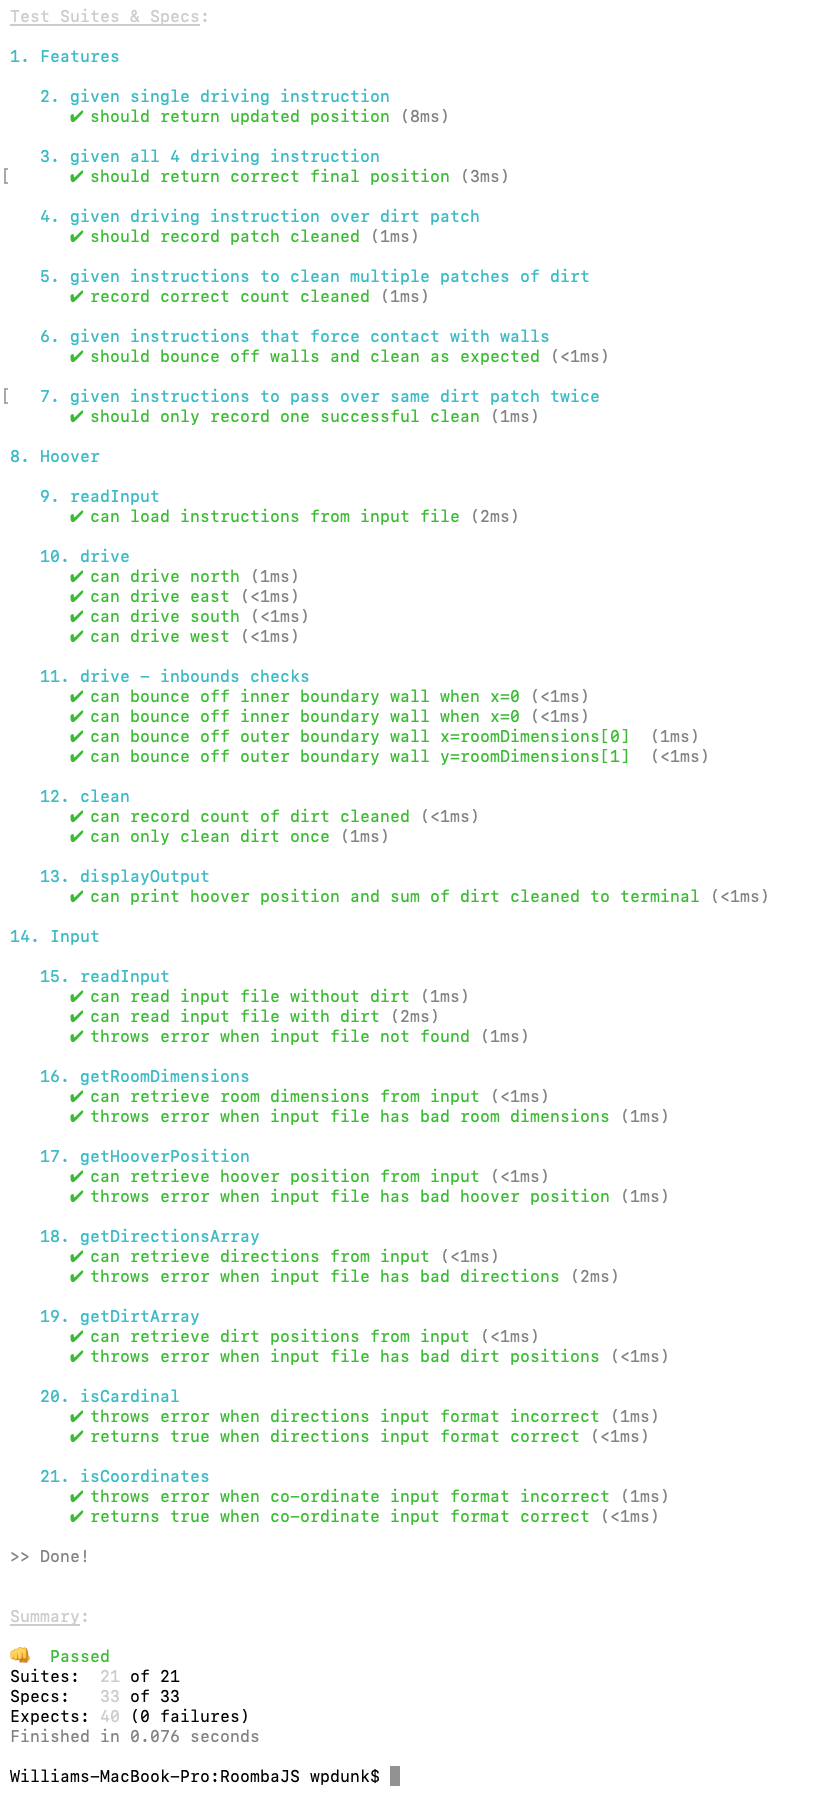 Test Suites & Specs:
1. Features
2. given single driving instruction
✔ should return updated position (8ms)
3. given all 4 driving instruction
[ ✔ should return correct final position (3ms)
4. given driving instruction over dirt patch
✔ should record patch cleaned (1ms)
5. given instructions to clean multiple patches of dirt
✔ record correct count cleaned (1ms)
6. given instructions that force contact with walls
✔ should bounce off walls and clean as expected (<1ms)
[ 7. given instructions to pass over same dirt patch twice
✔ should only record one successful clean (1ms)
8. Hoover
9. readInput
✔ can load instructions from input file (2ms)
10. drive
✔ can drive north (1ms)
✔ can drive east (<1ms)
✔ can drive south (<1ms)
✔ can drive west (<1ms)
11. drive - inbounds checks
✔ can bounce off inner boundary wall when x=0 (<1ms)
✔ can bounce off inner boundary wall when x=0 (<1ms)
✔ can bounce off outer boundary wall x=roomDimensions[0]  (1ms)
✔ can bounce off outer boundary wall y=roomDimensions[1]  (<1ms)
12. clean
✔ can record count of dirt cleaned (<1ms)
✔ can only clean dirt once (1ms)
13. displayOutput
✔ can print hoover position and sum of dirt cleaned to terminal (<1ms)
14. Input
15. readInput
✔ can read input file without dirt (1ms)
✔ can read input file with dirt (2ms)
✔ throws error when input file not found (1ms)
16. getRoomDimensions
✔ can retrieve room dimensions from input (<1ms)
✔ throws error when input file has bad room dimensions (1ms)
17. getHooverPosition
✔ can retrieve hoover position from input (<1ms)
✔ throws error when input file has bad hoover position (1ms)
18. getDirectionsArray
✔ can retrieve directions from input (<1ms)
✔ throws error when input file has bad directions (2ms)
19. getDirtArray
✔ can retrieve dirt positions from input (<1ms)
✔ throws error when input file has bad dirt positions (<1ms)
20. isCardinal
✔ throws error when directions input format incorrect (1ms)
✔ returns true when directions input format correct (<1ms)
21. isCoordinates
✔ throws error when co-ordinate input format incorrect (1ms)
✔ returns true when co-ordinate input format correct (<1ms)
>> Done!
Summary:
👊 Passed
Suites:  21 of 21
Specs:   33 of 33
Expects: 40 (0 failures)
Finished in 0.076 seconds
Williams-MacBook-Pro:RoombaJS wpdunk$